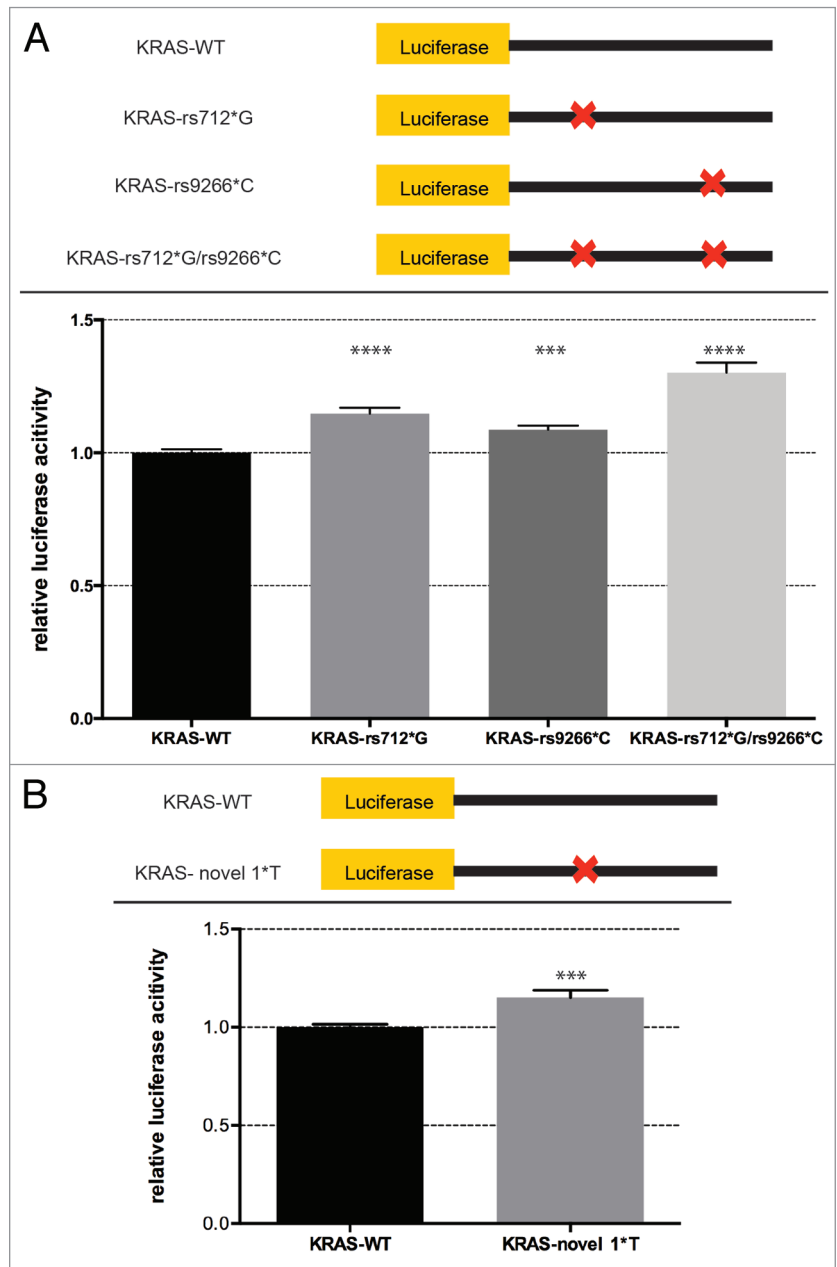 A
KRAS-WT Luciferase
KRAS-rs712*G Luciferase
KRAS-rs9266*C Luciferase
KRAS-rs712*G/rs9266*C Luciferase
relative luciferase acitivity
1.5
1.0
0.5
0.0
**** *** ****
KRAS-WT KRAS-rs712*G KRAS-rs9266*C KRAS-rs712*G/rs9266*C
B
KRAS-WT Luciferase
KRAS- novel 1*T Luciferase
relative luciferase acitivity
1.5
1.0
0.5
0.0
***
KRAS-WT KRAS-novel 1*T